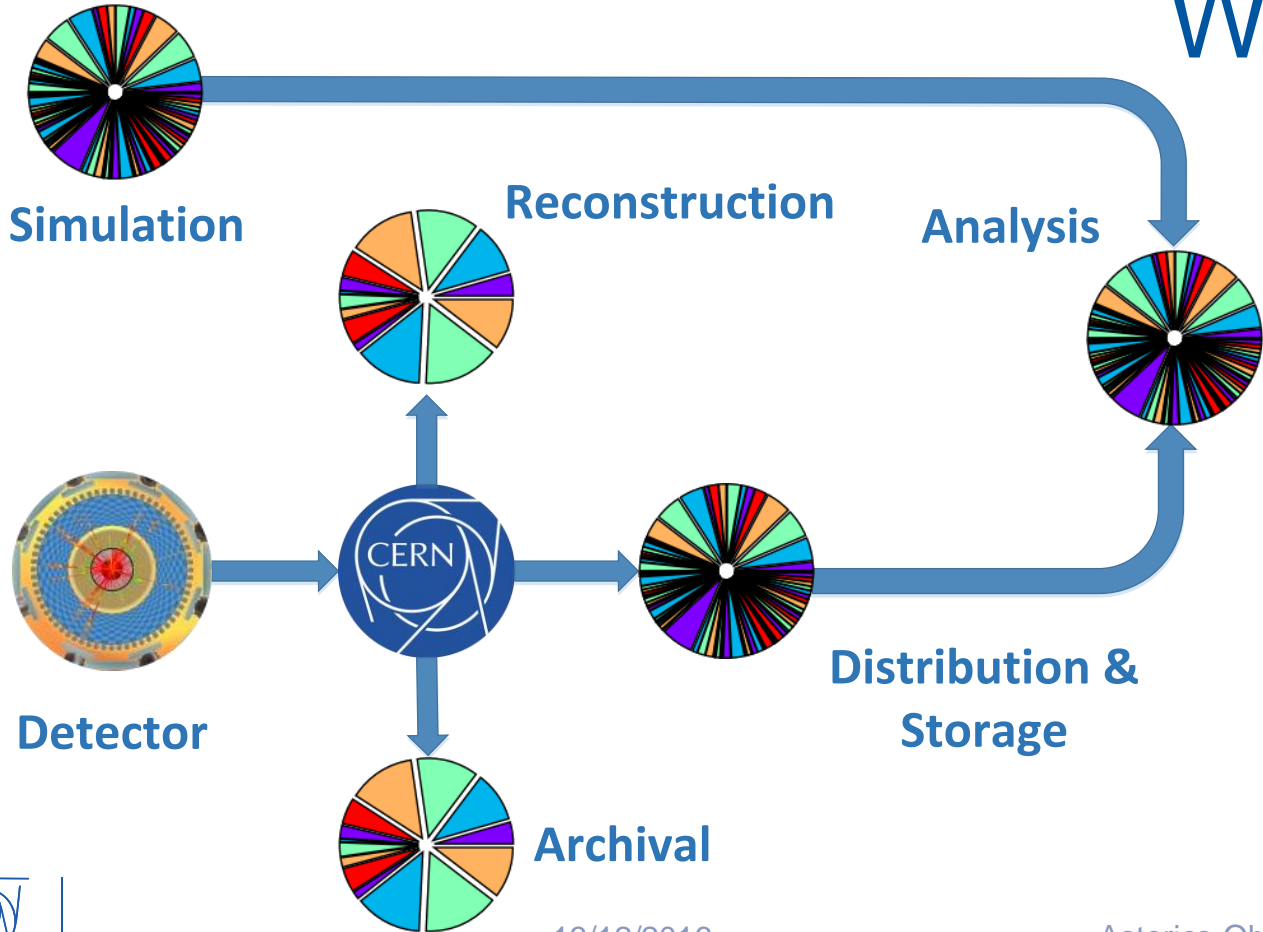 W
Simulation
Reconstruction
Analysis
CERN
Detector
Distribution &
Storage
Archival